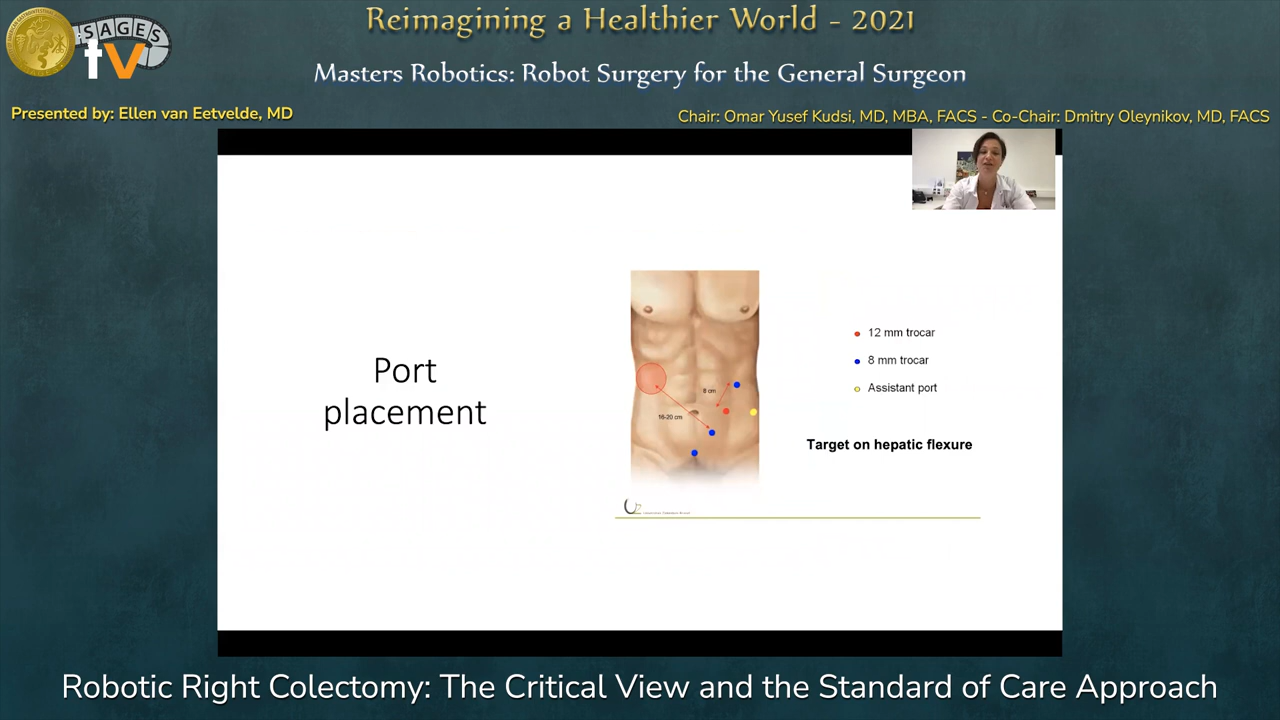 Reimagining a Healthier World - 2021
SAGES
tv
Masters Robotics: Robot Surgery for the General Surgeon
Presented by: Ellen van Eetvelde, MD
Chair: Omar Yusef Kudsi, MD, MBA, FACS - Co-Chair: Dmitry Oleynikov, MD, FACS
Port
placement
12 mm trocar
8 mm trocar
Assistant port
8 cm
16-20 cm
Target on hepatic flexure
UZ
Robotic Right Colectomy: The Critical View and the Standard of Care Approach